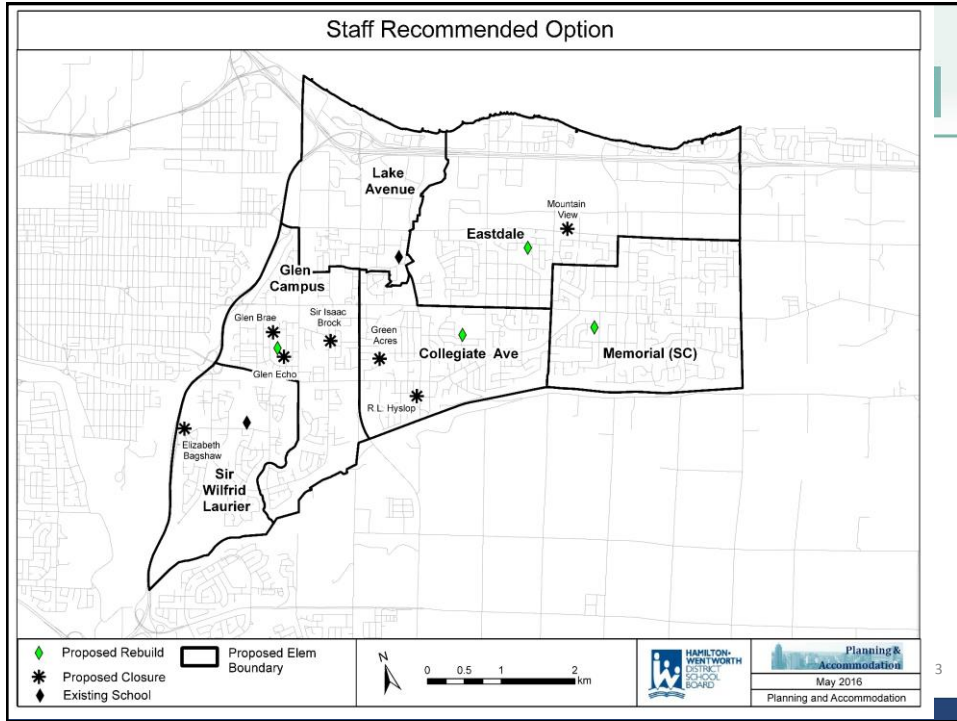 Staff Recommended Option
Lake
Avenue
Mountain
View
Eastdale
Glen
Campus
Sir Isaac
Brock
Glen Brae
Green
Acres
Collegiate Ave
Memorial (SC)
Glen Echo
R.L. Hyslop
Elizabeth
Bagshaw
Sir
Wilfrid
Laurier
Proposed Rebuild
Proposed Closure
Existing School
Proposed Elem
Boundary
N
0 0.5 1 2
km
HAMILTON-
WENTWORTH
DISTRICT
SCHOOL
BOARD
Planning &
Accommodation
May 2016
Planning and Accommodation
3